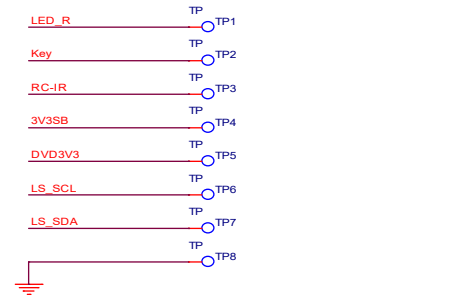 TP
LED_R TP1
TP
Key TP2
TP
RC-IR TP3
TP
3V3SB TP4
TP
DVD3V3 TP5
TP
LS_SCL TP6
TP
LS_SDA TP7
TP
TP8